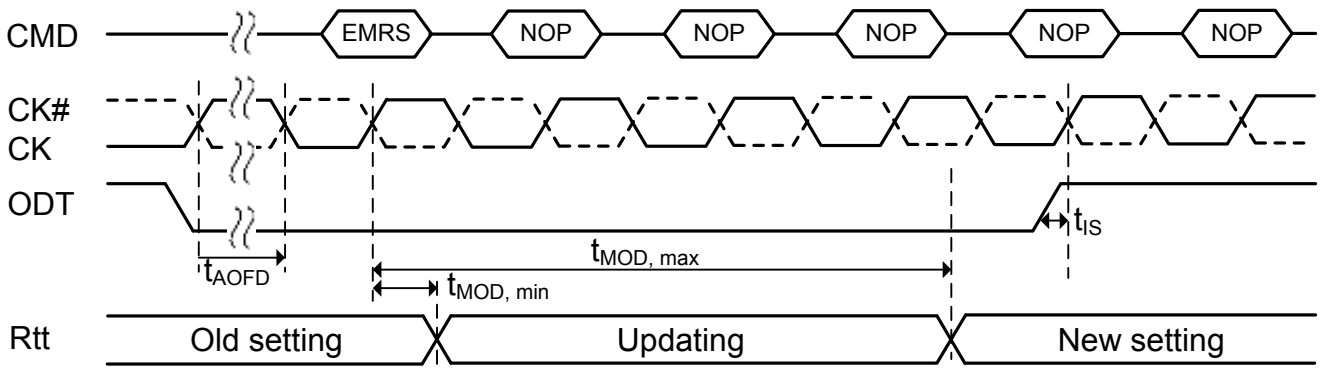 CMD EMRS NOP NOP NOP NOP NOP
CK#
CK
ODT
tIS
tMOD, max
tAOFD
tMOD, min
Rtt Old setting Updating New setting